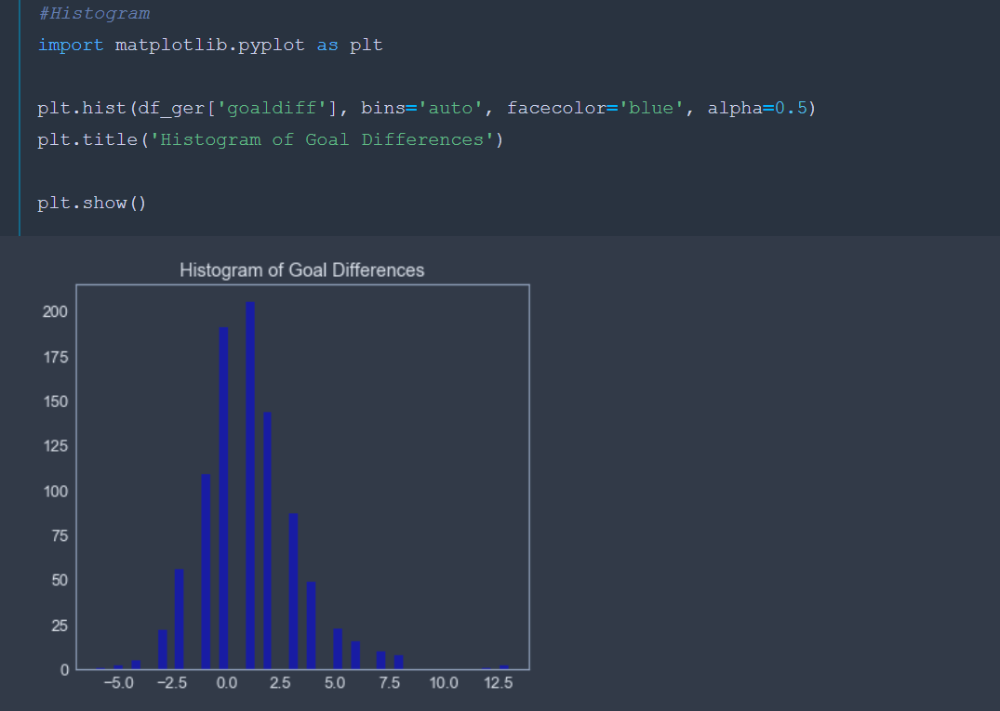 #Histogram
import matplotlib.pyplot as plt
plt.hist(df_ger['goaldiff'], bins='auto', facecolor='blue', alpha=0.5)
plt.title('Histogram of Goal Differences')
plt.show()
Histogram of Goal Differences
200
175
150
125
100
75
50
25
0
−5.0 −2.5 0.0 2.5 5.0 7.5 10.0 12.5